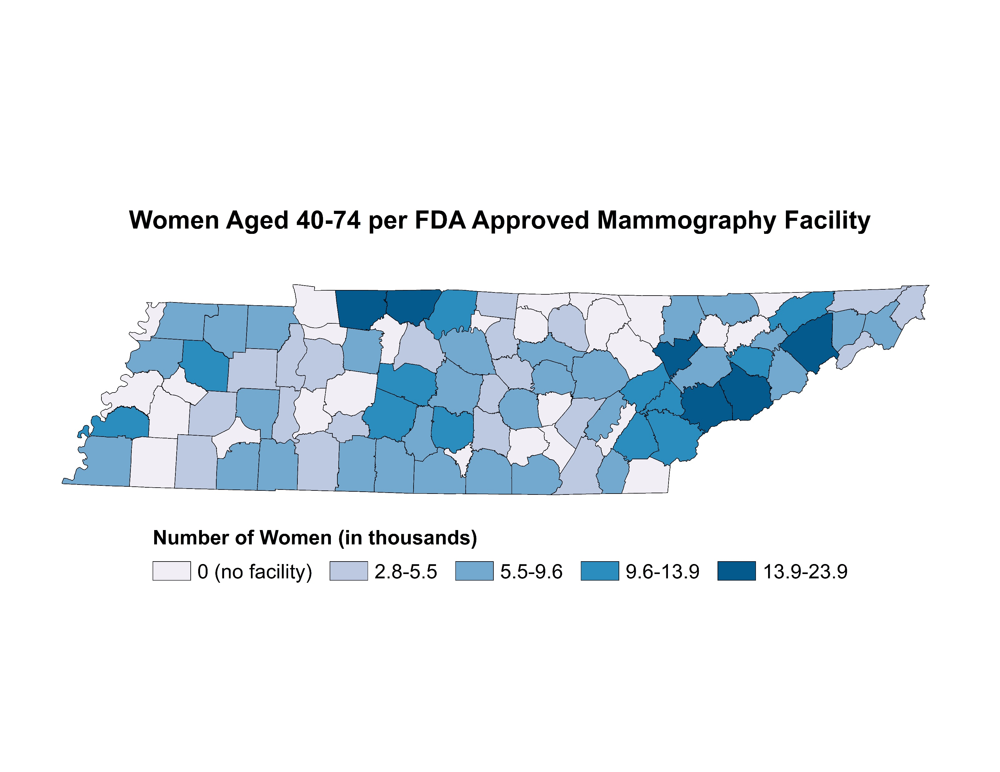 Women Aged 40-74 per FDA Approved Mammography Facility
Number of Women (in thousands)
0 (no facility) 2.8-5.5 5.5-9.6 9.6-13.9 13.9-23.9